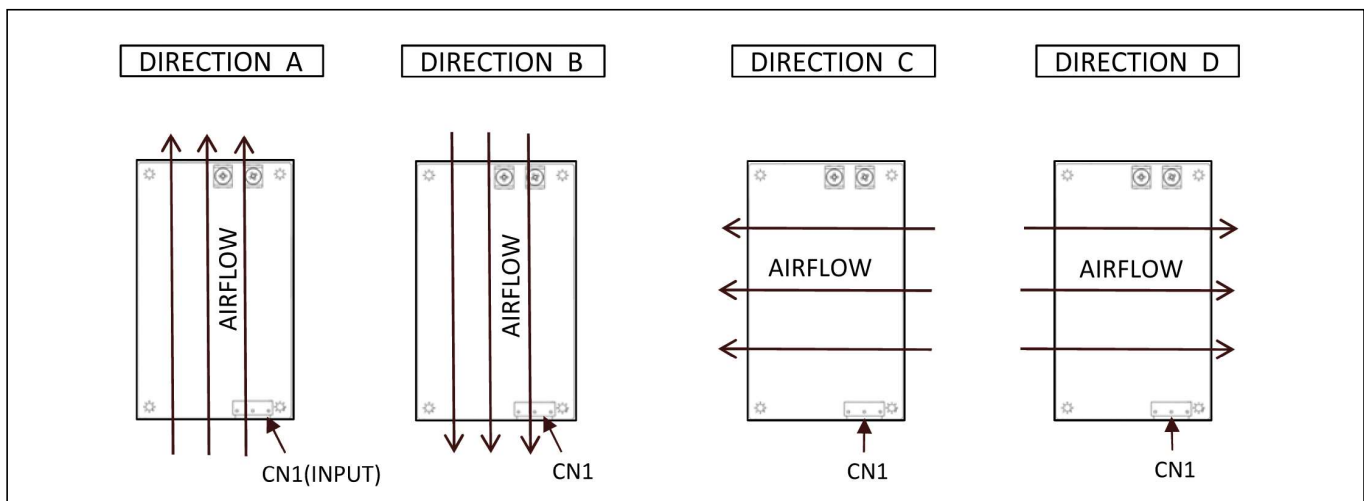 DIRECTION A
DIRECTION B
DIRECTION C
DIRECTION D
AIRFLOW
AIRFLOW
AIRFLOW
AIRFLOW
CN1(INPUT)
CN1
CN1
CN1